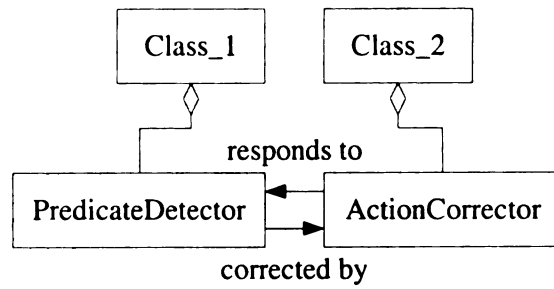 Class_1
Class_2
responds to
PredicateDetector
ActionCorrector
corrected by